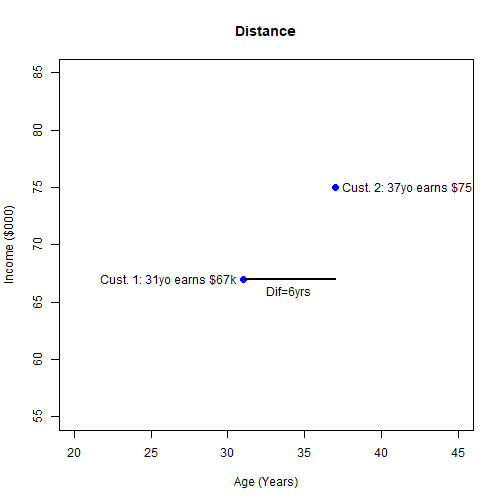 Distance
85
80
75
70
65
60
55
Income ($000)
Cust. 2: 37yo earns $75
Cust. 1: 31yo earns $67k
Dif=6yrs
20 25 30 35 40 45
Age (Years)